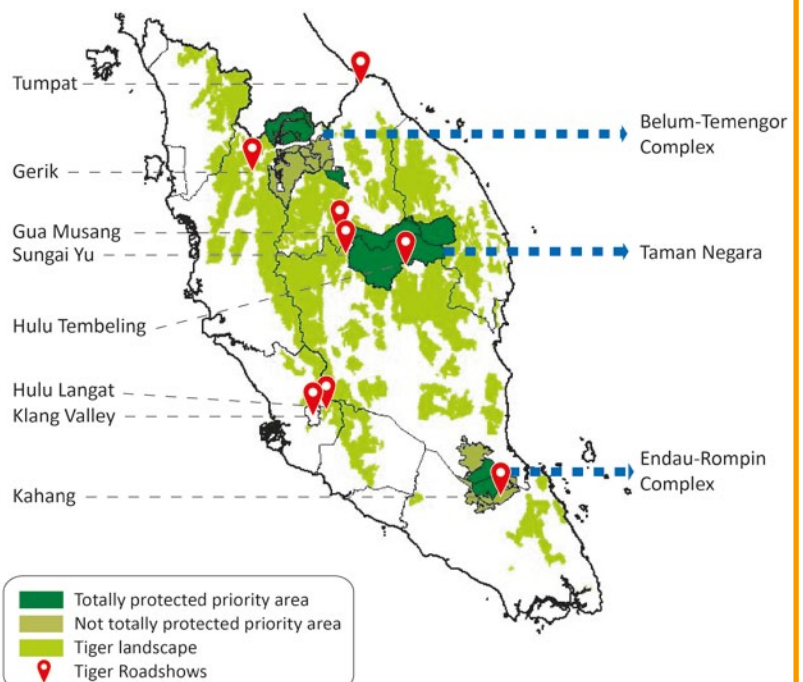 Tumpat
Gerik
Gua Musang
Sungai Yu
Hulu Tembeling
Hulu Langat
Klang Valley
Kahang
Belum-Temengor
Complex
Taman Negara
Endau-Rompin
Complex
Totally protected priority area
Not totally protected priority area
Tiger landscape
Tiger Roadshows